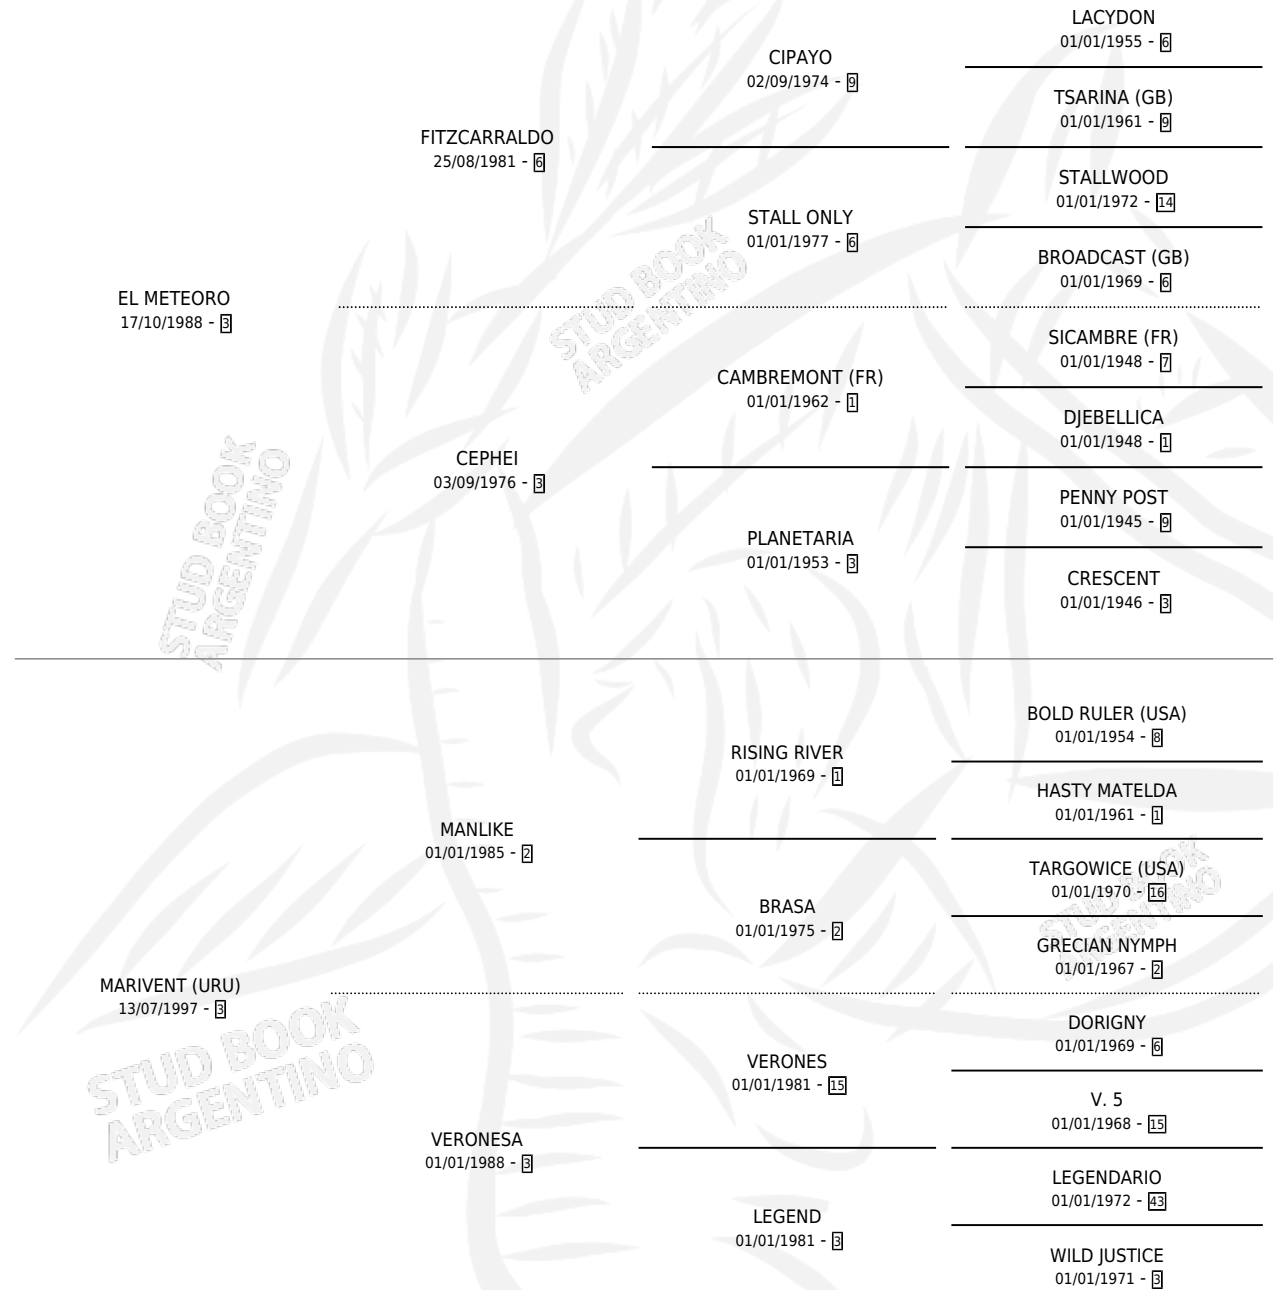 LACYDON
01/01/1955 - 6
CIPAYO
02/09/1974 - 9
TSARINA (GB)
01/01/1961 - 9
FITZCARRALDO
25/08/1981 - 6
STALLWOOD
01/01/1972 - 14
STALL ONLY
01/01/1977 - 6
BROADCAST (GB)
01/01/1969 - 6
EL METEORO
17/10/1988 - 3
SICAMBRE (FR)
01/01/1948 - 7
CAMBREMONT (FR)
01/01/1962 - 1
DJEBELLICA
01/01/1948 - 1
CEPHEI
03/09/1976 - 3
PENNY POST
01/01/1945 - 9
PLANETARIA
01/01/1953 - 3
CRESCENT
01/01/1946 - 3
BOLD RULER (USA)
01/01/1954 - 8
RISING RIVER
01/01/1969 - 1
HASTY MATELDA
01/01/1961 - 1
MANLIKE
01/01/1985 - 2
TARGOWICE (USA)
01/01/1970 - 16
BRASA
01/01/1975 - 2
GRECIAN NYMPH
01/01/1967 - 2
MARIVENT (URU)
13/07/1997 - 3
DORIGNY
01/01/1969 - 6
VERONES
01/01/1981 - 15
V. 5
01/01/1968 - 15
VERONESA
01/01/1988 - 3
LEGENDARIO
01/01/1972 - 43
LEGEND
01/01/1981 - 3
WILD JUSTICE
01/01/1971 - 3
STUD BOOK
ARGENTINO
STUD BOOK
ARGENTINO
STUD BOOK
ARGENTINO
STUD BOOK
ARGENTINO